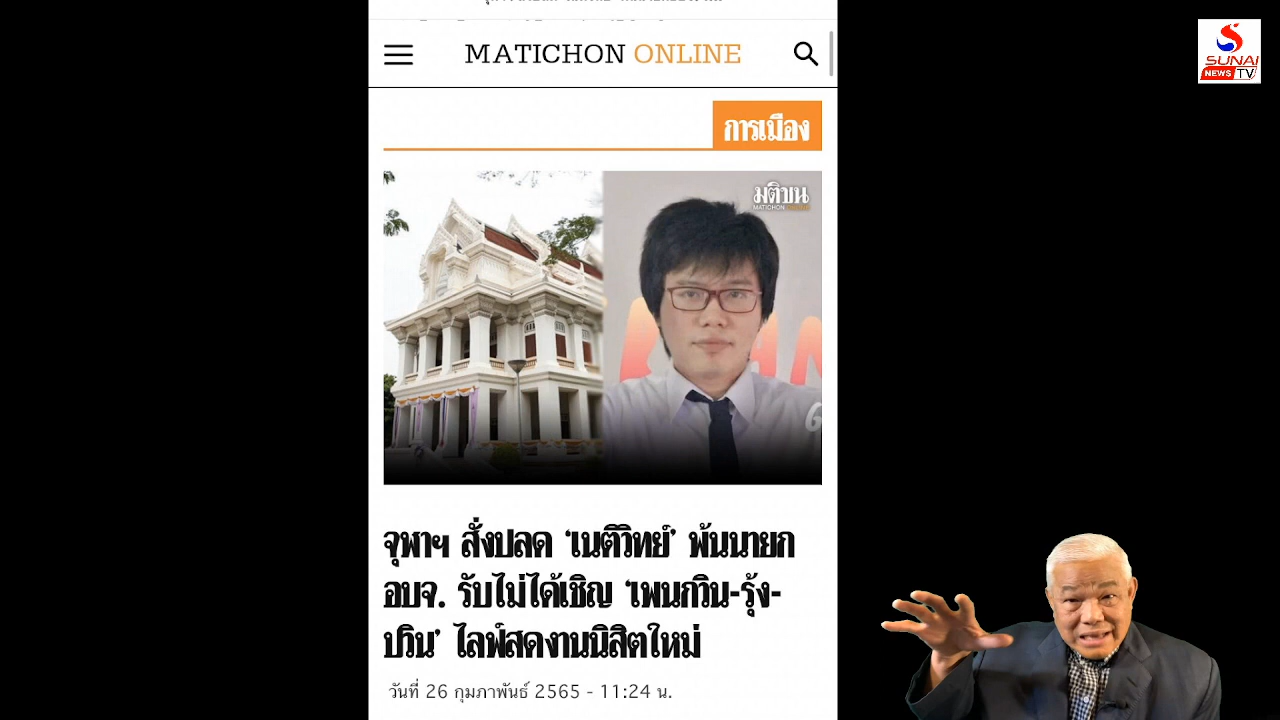 MATICHON ONLINE
SUNAI
NEWS TV
การเมือง
มติชน
MATICHON ONLINE
จุฬาฯ สั่งปลด ‘เนติวิทย์’ พ้นนายก
อบจ. รับไม่ได้เชิญ ‘เพนกวิน-รุ้ง-
ปวิน’ ไลฟ์สดงานนิสิตใหม่
วันที่ 26 กุมภาพันธ์ 2565 - 11:24 น.